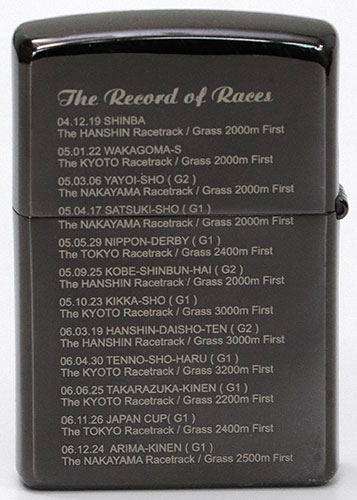 The Record of Races
04.12.19 SHINBA
The HANSHIN Racetrack / Grass 2000m First
05.01.22 WAKAGOMA-S
The KYOTO Racetrack / Grass 2000m First
05.03.06 YAYOI-SHO ( G2 )
The NAKAYAMA Racetrack / Grass 2000m First
05.04.17 SATSUKI-SHO ( G1 )
The NAKAYAMA Racetrack / Grass 2000m First
05.05.29 NIPPON-DERBY ( G1 )
The TOKYO Racetrack / Grass 2400m First
05.09.25 KOBE-SHINBUN-HAI ( G2 )
The HANSHIN Racetrack / Grass 2000m First
05.10.23 KIKKA-SHO ( G1 )
The KYOTO Racetrack / Grass 3000m First
06.03.19 HANSHIN-DAISHO-TEN ( G2 )
The HANSHIN Racetrack / Grass 3000m First
06.04.30 TENNO-SHO-HARU ( G1 )
The KYOTO Racetrack / Grass 3200m First
06.06.25 TAKARAZUKA-KINEN ( G1 )
The KYOTO Racetrack / Grass 2200m First
06.11.26 JAPAN CUP( G1 )
The TOKYO Racetrack / Grass 2400m First
06.12.24 ARIMA-KINEN ( G1 )
The NAKAYAMA Racetrack / Grass 2500m First